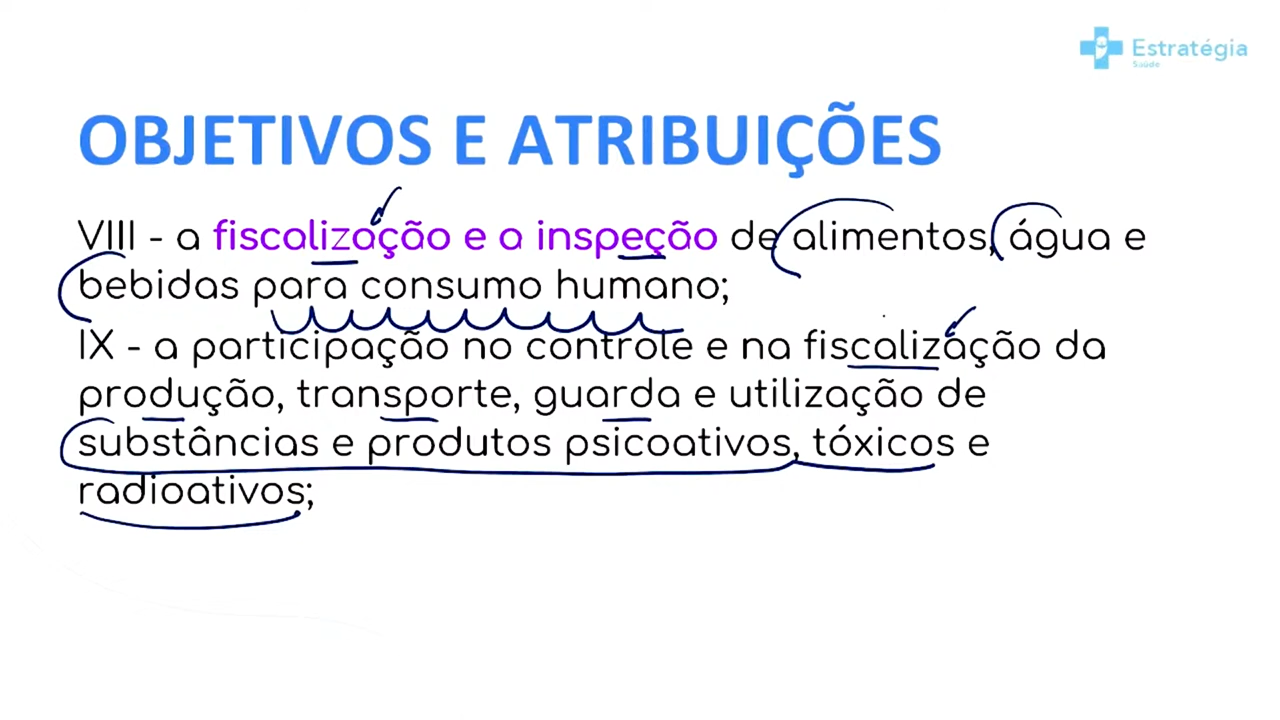 Estratégia
Saúde
OBJETIVOS E ATRIBUIÇÕES
VIII - a fiscalização e a inspeção de alimentos, água e
bebidas para consumo humano;
IX - a participação no controle e na fiscalização da
produção, transporte, guarda e utilização de
substâncias e produtos psicoativos, tóxicos e
radioativos;